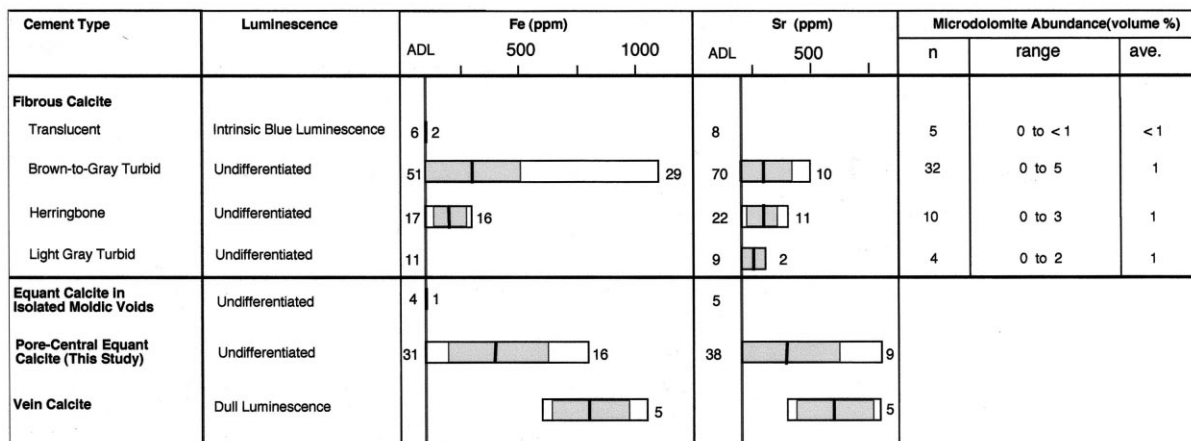 Cement Type Luminescence Fe (ppm) Sr (ppm) Microdolomite Abundance(volume %)
ADL 500 1000 ADL 500 n range ave.
Fibrous Calcite
Translucent Intrinsic Blue Luminescence 6 2 8 5 0 to < 1 < 1
Brown-to-Gray Turbid Undifferentiated 51 29 70 10 32 0 to 5 1
Herringbone Undifferentiated 17 16 22 11 10 0 to 3 1
Light Gray Turbid Undifferentiated 11 9 2 4 0 to 2 1
Equant Calcite in
Isolated Moldic Voids Undifferentiated 4 1 5
Pore-Central Equant
Calcite (This Study) Undifferentiated 31 16 38 9
Vein Calcite Dull Luminescence 5 5